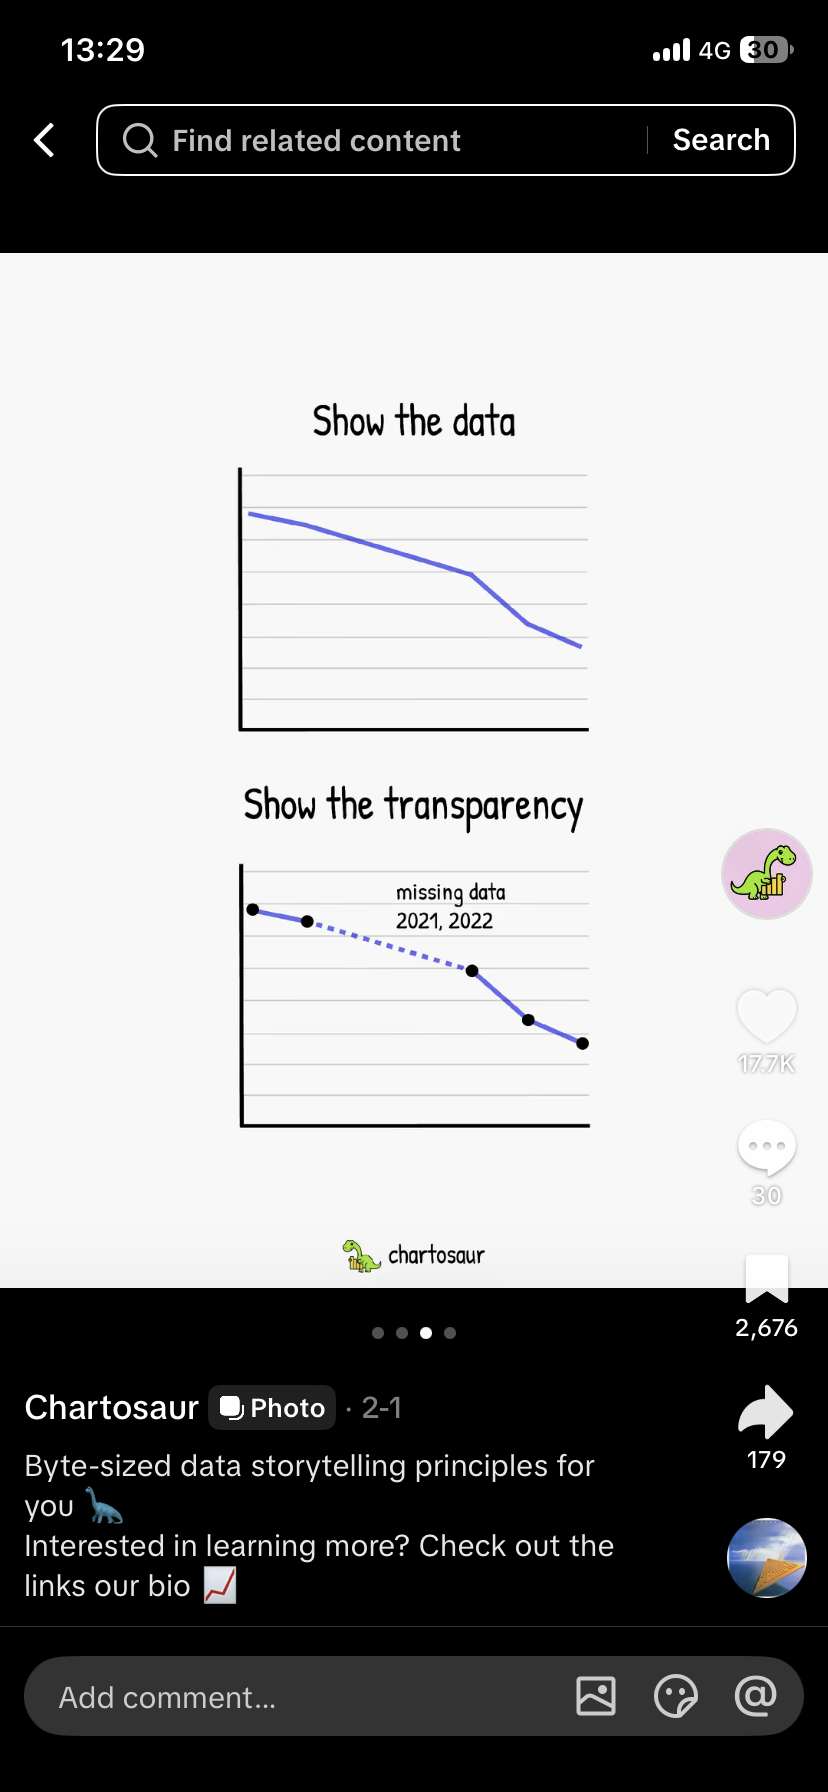 13:29
4G 30
Find related content
Search
Show the data
Show the transparency
missing data
2021, 2022
17.7K
30
chartosaur
2,676
Chartosaur Photo · 2-1
179
Byte-sized data storytelling principles for
you 🦕
Interested in learning more? Check out the
links our bio 📈
Add comment...